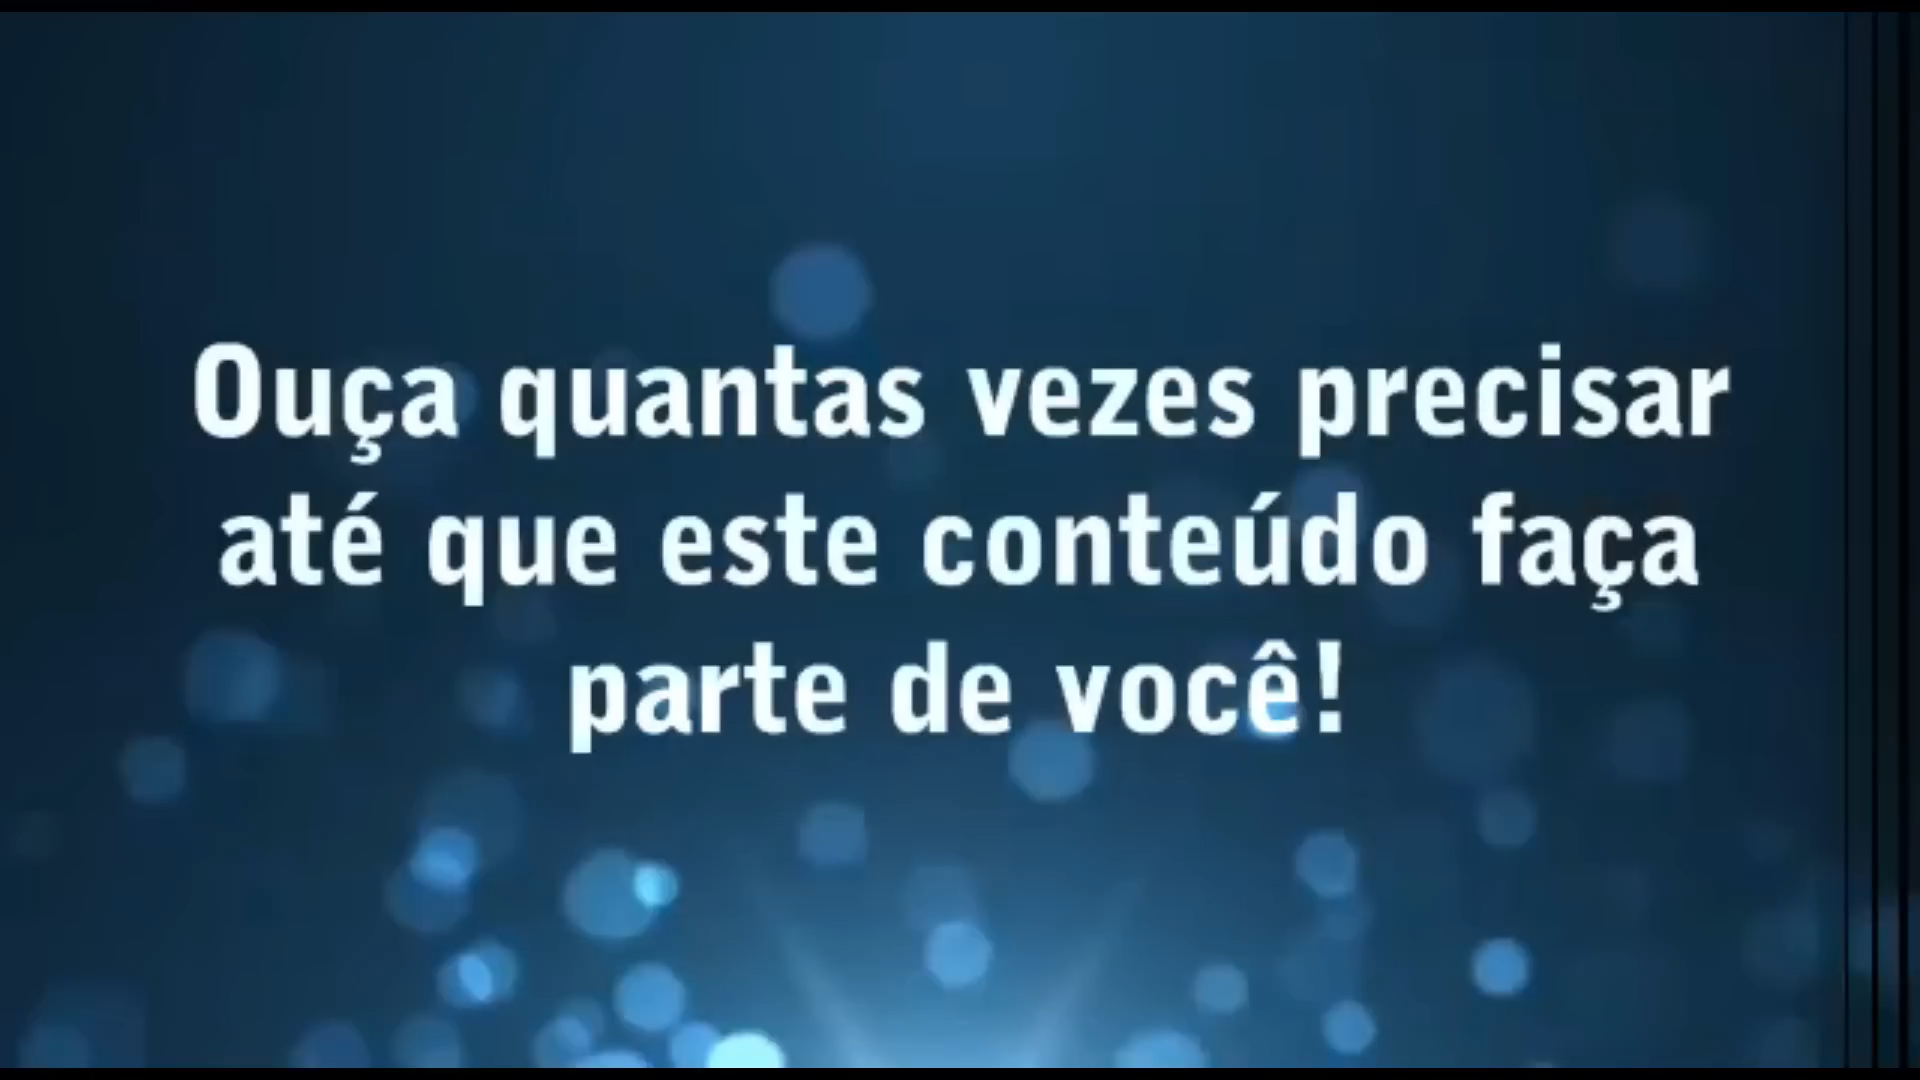 Ouça quantas vezes precisar
até que este conteúdo faça
parte de você!